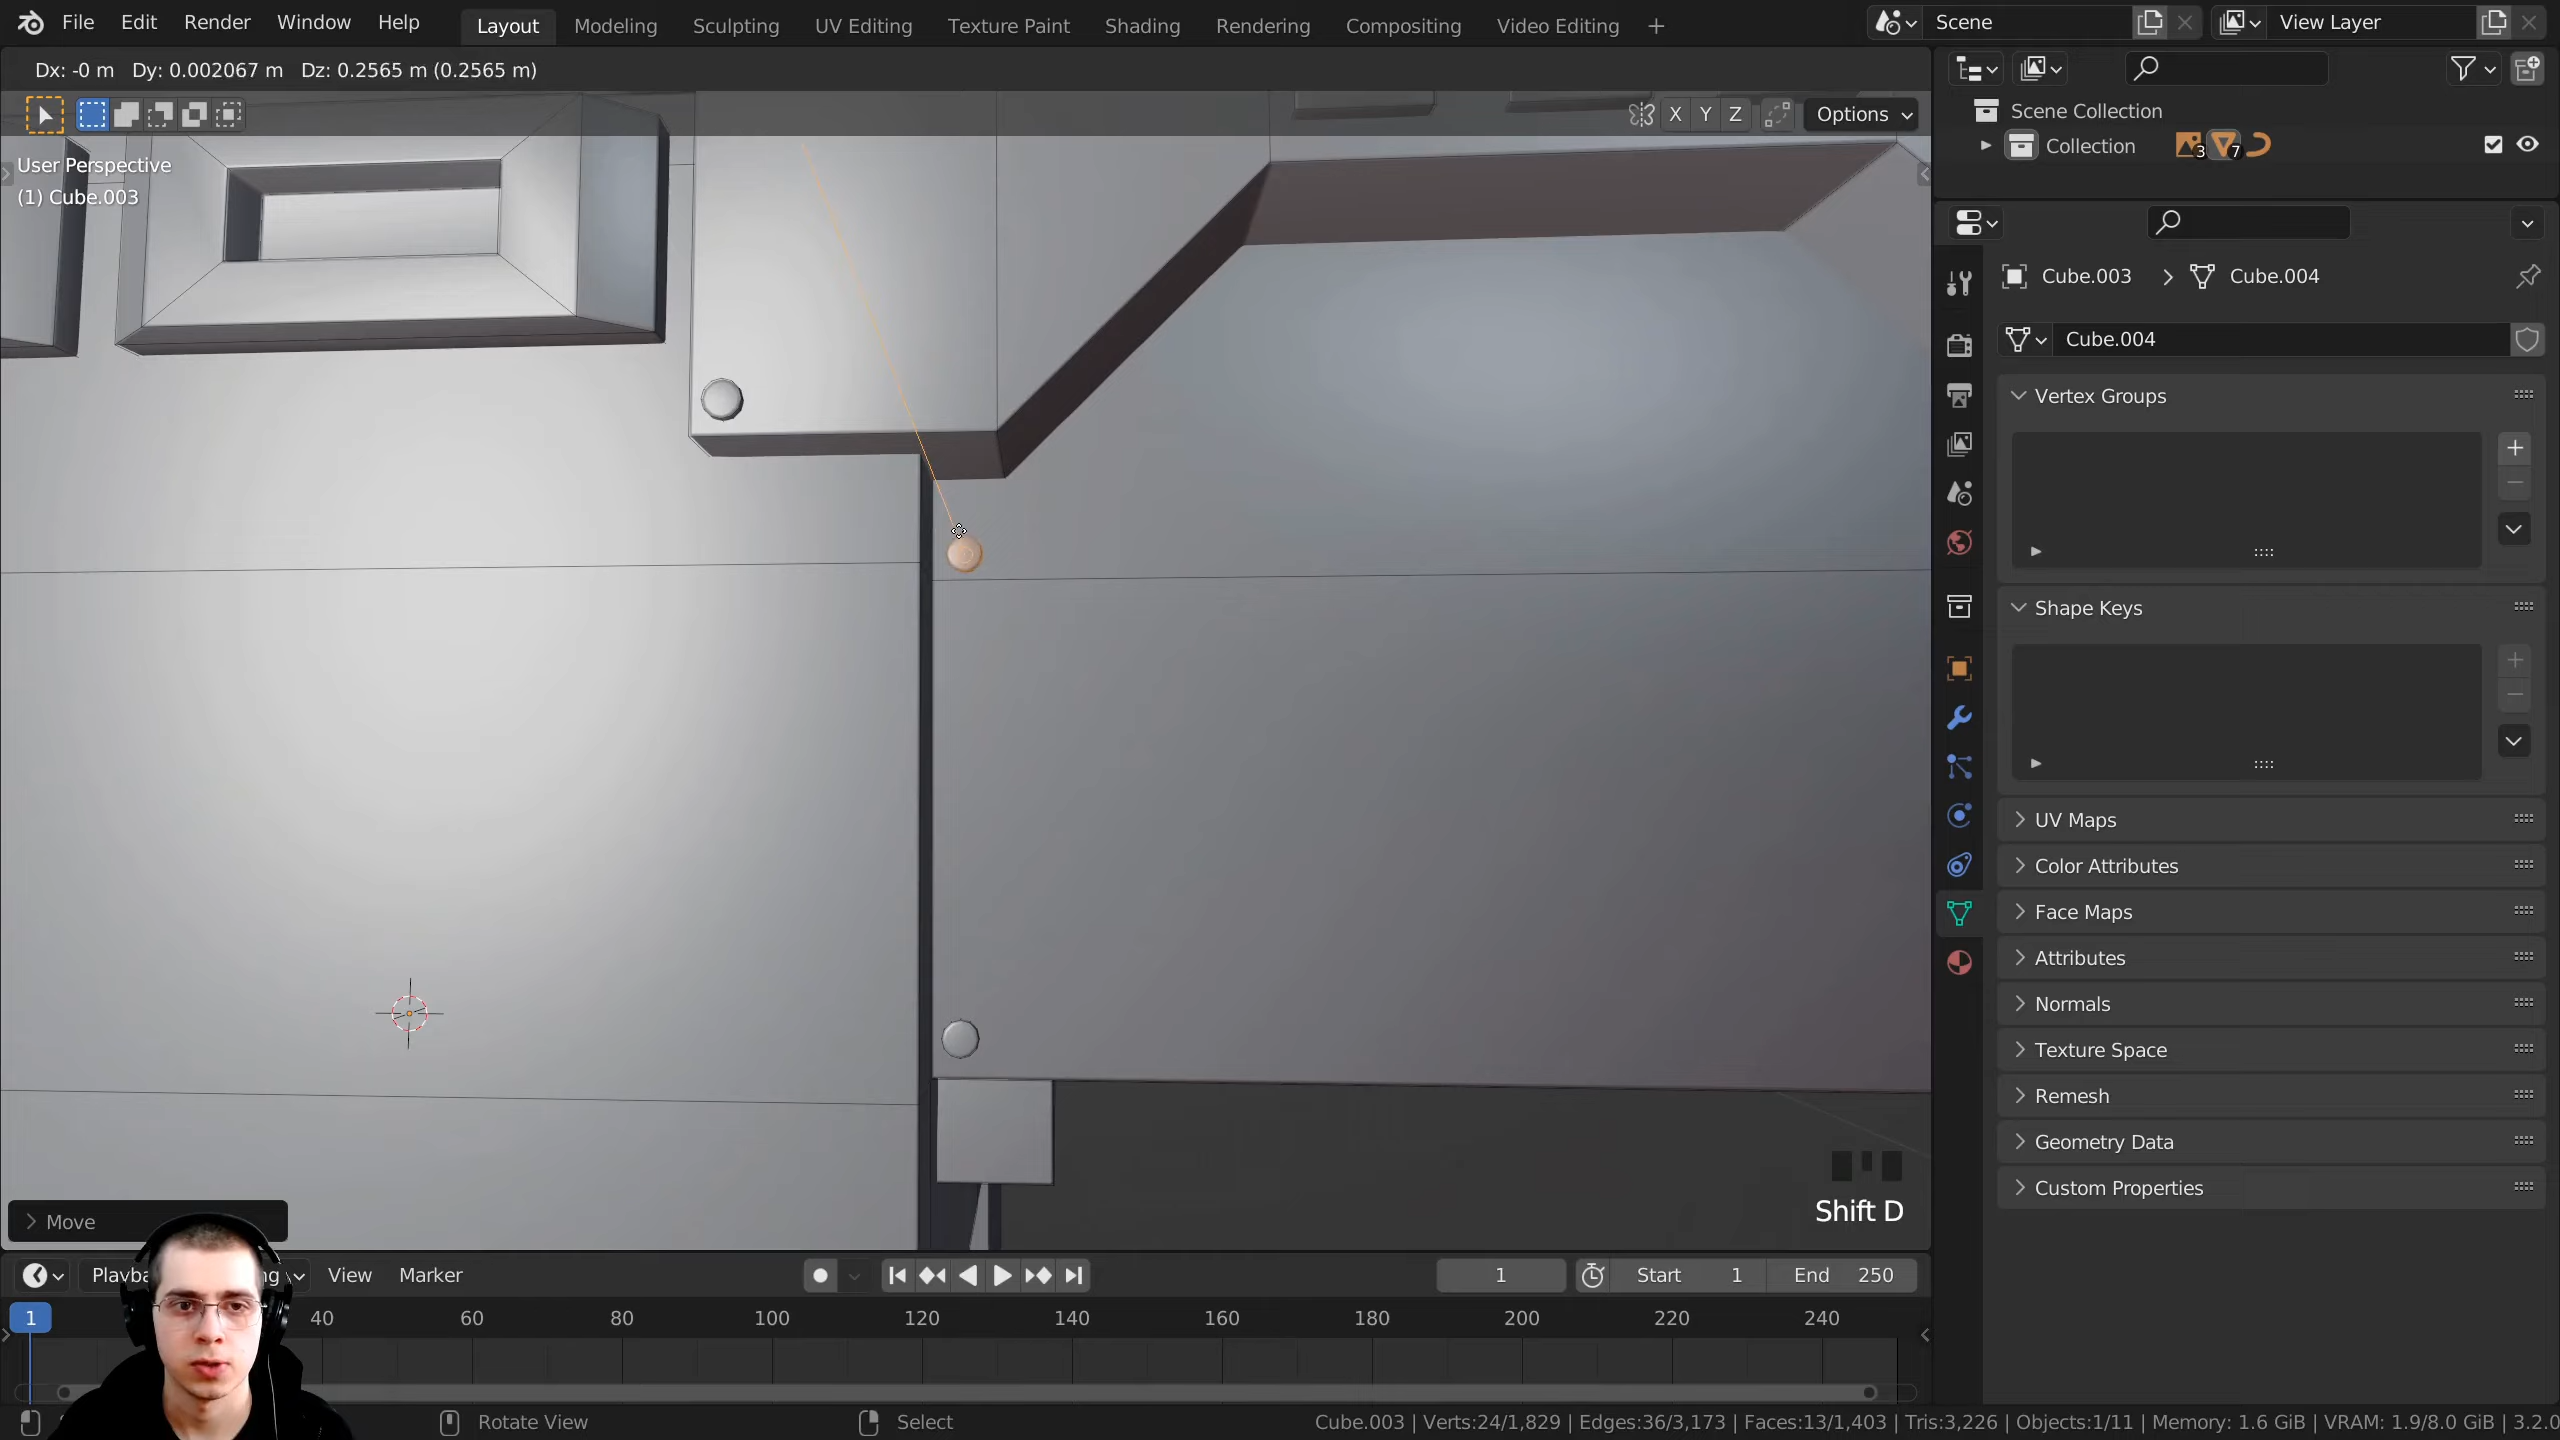 File Edit Render Window Help Layout Modeling Sculpting UV Editing Texture Paint Shading Rendering Compositing Video Editing + Scene View Layer
Dx: -0 m Dy: 0.002067 m Dz: 0.2565 m (0.2565 m)
X Y Z Options
User Perspective
(1) Cube.003
Scene Collection
Collection 3 7
Cube.003 > Cube.004
Cube.004
Vertex Groups
Shape Keys
UV Maps
Color Attributes
Face Maps
Attributes
Normals
Texture Space
Remesh
Geometry Data
Custom Properties
Shift D
Move
View Marker 1 Start 1 End 250
1 40 60 80 100 120 140 160 180 200 220 240
Rotate View Select Cube.003 | Verts:24/1,829 | Edges:36/3,173 | Faces:13/1,403 | Tris:3,226 | Objects:1/11 | Memory: 1.6 GiB | VRAM: 1.9/8.0 GiB | 3.2.0